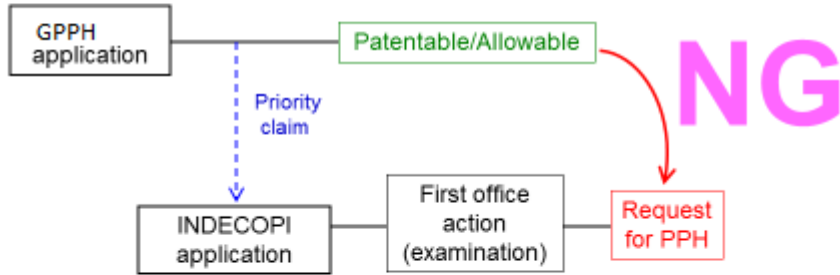 GPPH
application
Patentable/Allowable
NG
Priority
claim
INDECOPI
application
First office
action
(examination)
Request
for PPH